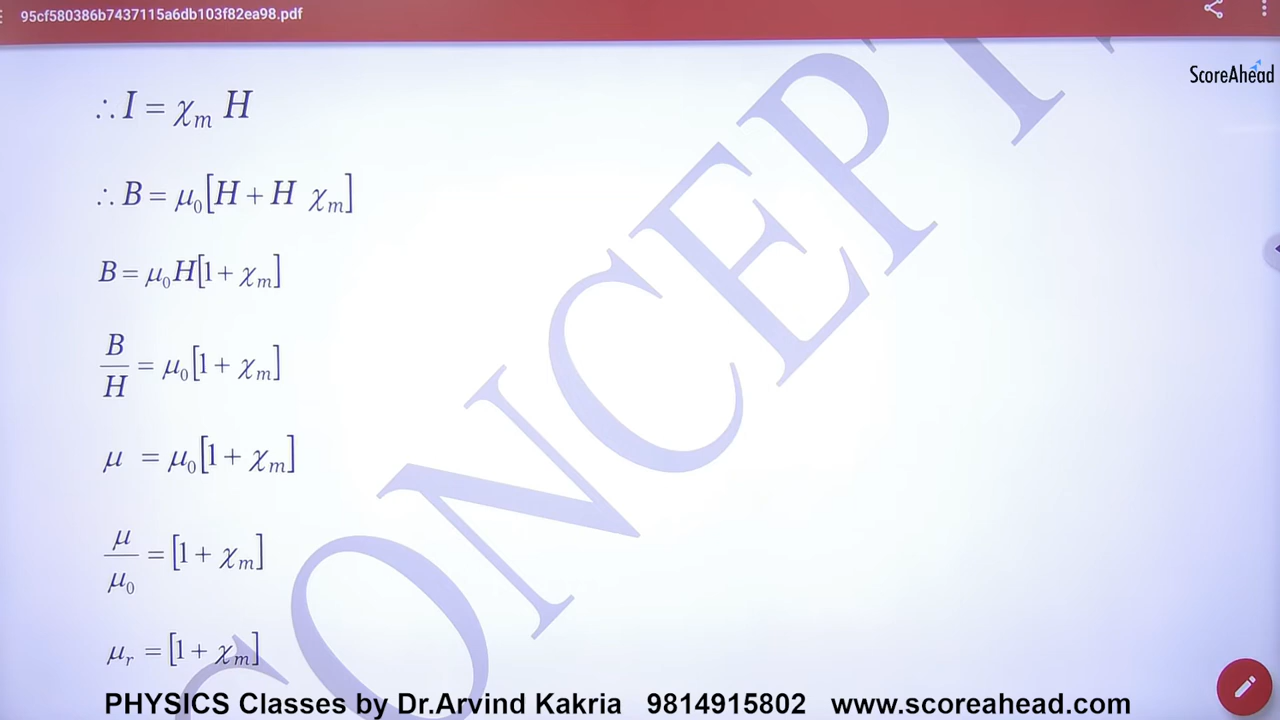 95cf580386b7437115a6db103f82ea98.pdf
ScoreAhead
∴ I = χm H
∴ B = μ0[H + H χm]
B = μ0H[1 + χm]
B/H = μ0[1 + χm]
μ = μ0[1 + χm]
μ/μ0 = [1 + χm]
μr = [1 + χm]
CONCEPT
PHYSICS Classes by Dr.Arvind Kakria 9814915802 www.scoreahead.com